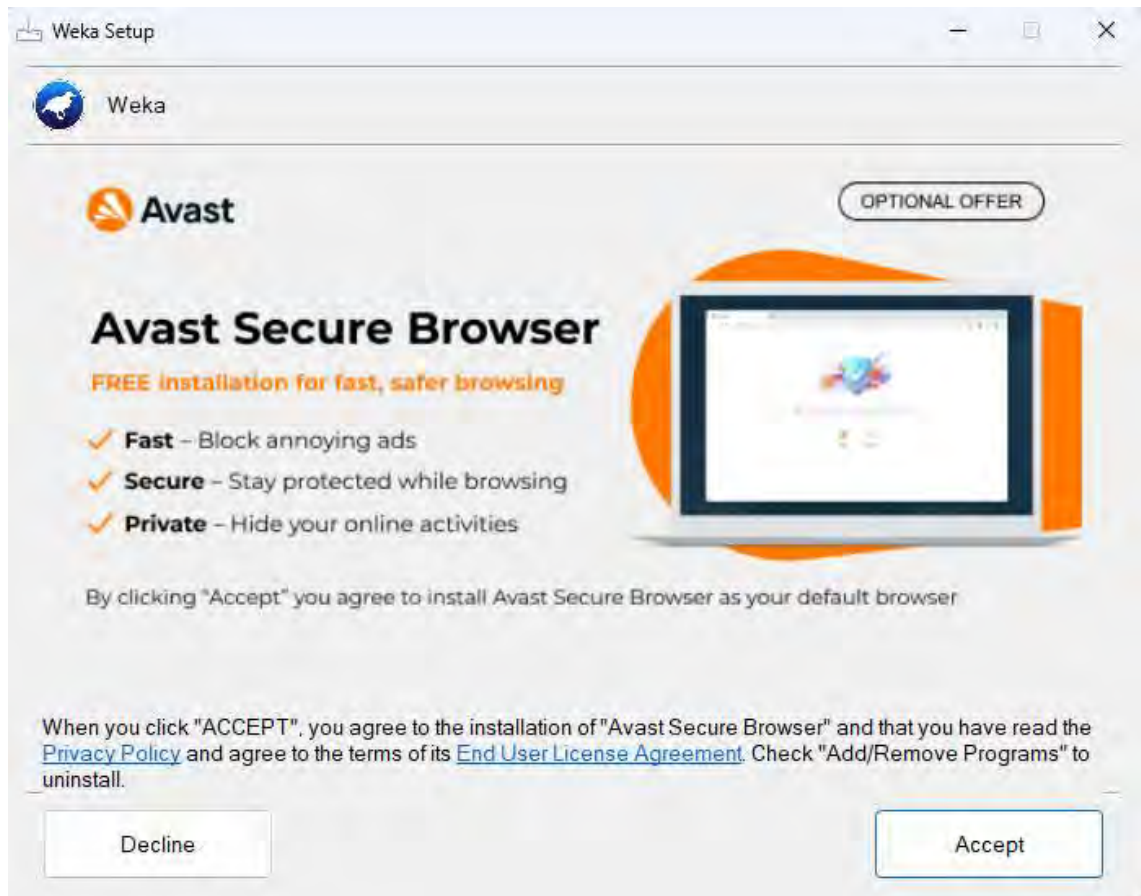 Weka Setup
Weka
Avast
OPTIONAL OFFER
Avast Secure Browser
FREE installation for fast, safer browsing
Fast – Block annoying ads
Secure – Stay protected while browsing
Private – Hide your online activities
By clicking "Accept" you agree to install Avast Secure Browser as your default browser
When you click "ACCEPT", you agree to the installation of "Avast Secure Browser" and that you have read the
Privacy Policy and agree to the terms of its End User License Agreement. Check "Add/Remove Programs" to
uninstall.
Decline
Accept